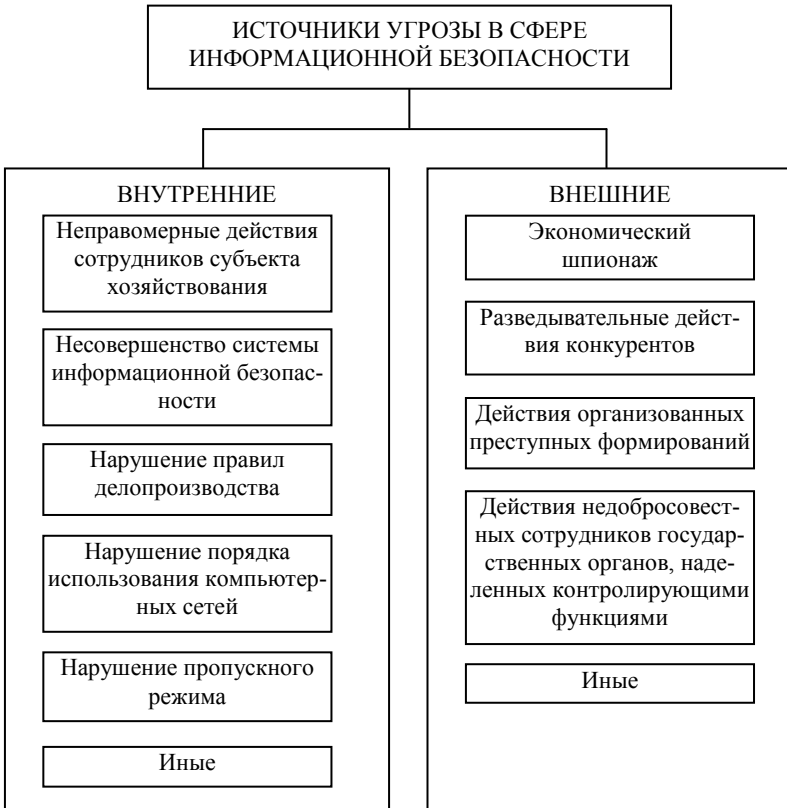 ИСТОЧНИКИ УГРОЗЫ В СФЕРЕ
ИНФОРМАЦИОННОЙ БЕЗОПАСНОСТИ
ВНУТРЕННИЕ
Неправомерные действия
сотрудников субъекта
хозяйствования
Несовершенство системы
информационной безопас-
ности
Нарушение правил
делопроизводства
Нарушение порядка
использования компьютер-
ных сетей
Нарушение пропускного
режима
Иные
ВНЕШНИЕ
Экономический
шпионаж
Разведывательные дейст-
вия конкурентов
Действия организованных
преступных формирований
Действия недобросовест-
ных сотрудников государ-
ственных органов, наде-
ленных контролирующими
функциями
Иные